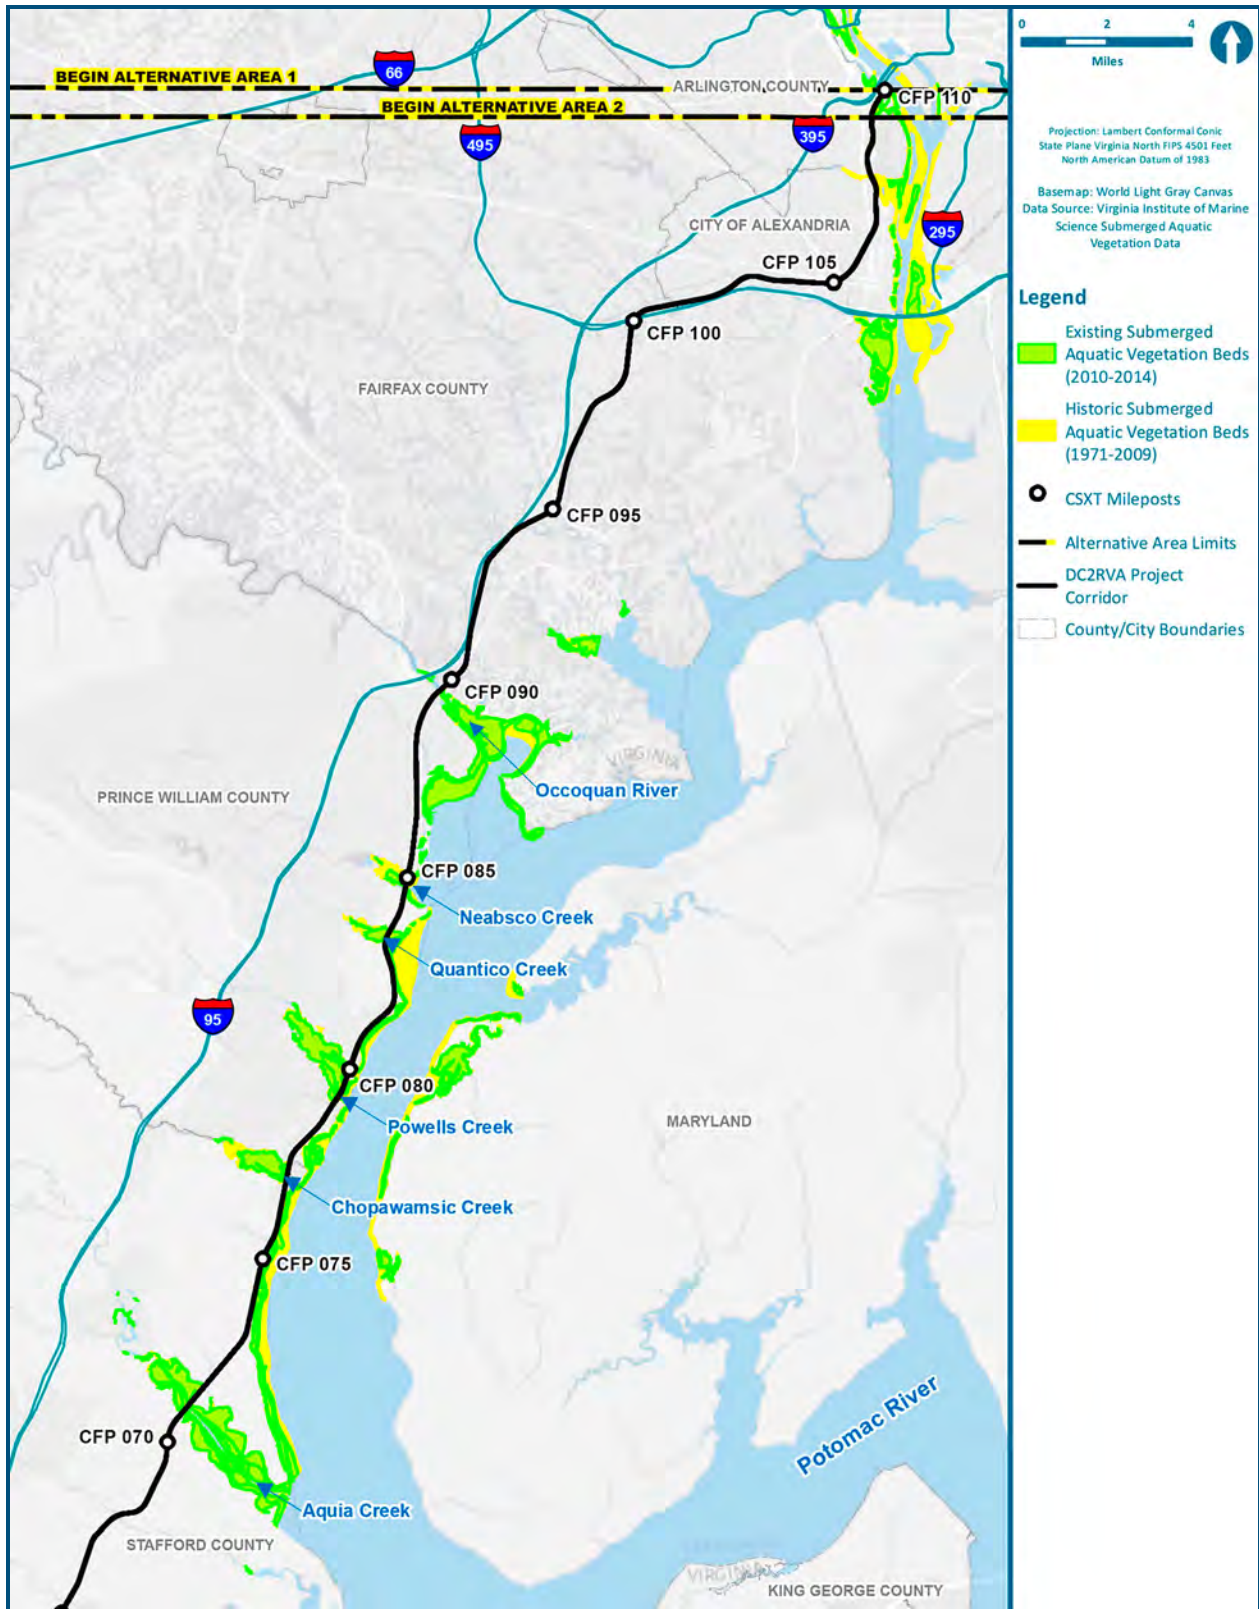 BEGIN ALTERNATIVE AREA 1
66
ARLINGTON COUNTY
CFP 110
BEGIN ALTERNATIVE AREA 2
495
395
CITY OF ALEXANDRIA
295
CFP 105
CFP 100
FAIRFAX COUNTY
CFP 095
CFP 090
VIRGINIA
Occoquan River
PRINCE WILLIAM COUNTY
CFP 085
Neabsco Creek
Quantico Creek
95
CFP 080
Powells Creek
MARYLAND
Chopawamsic Creek
CFP 075
Potomac River
CFP 070
Aquia Creek
STAFFORD COUNTY
VIRGINIA
KING GEORGE COUNTY
0 2 4
Miles
Projection: Lambert Conformal Conic
State Plane Virginia North FIPS 4501 Feet
North American Datum of 1983
Basemap: World Light Gray Canvas
Data Source: Virginia Institute of Marine
Science Submerged Aquatic
Vegetation Data
Legend
Existing Submerged
Aquatic Vegetation Beds
(2010-2014)
Historic Submerged
Aquatic Vegetation Beds
(1971-2009)
CSXT Mileposts
Alternative Area Limits
DC2RVA Project
Corridor
County/City Boundaries